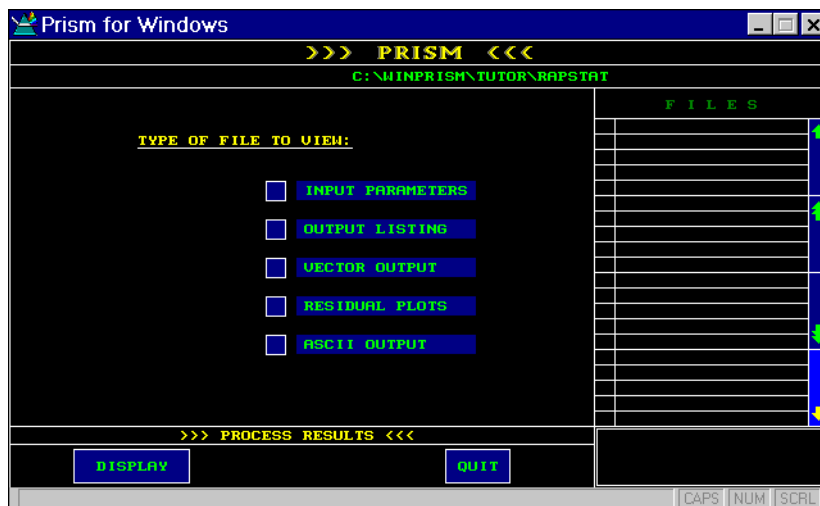 Prism for Windows
>>> PRISM <<<
C:\WINPRISM\TUTOR\RAPSTAT
FILES
TYPE OF FILE TO VIEW:
INPUT PARAMETERS
OUTPUT LISTING
VECTOR OUTPUT
RESIDUAL PLOTS
ASCII OUTPUT
>>> PROCESS RESULTS <<<
DISPLAY QUIT
CAPS NUM SCRL